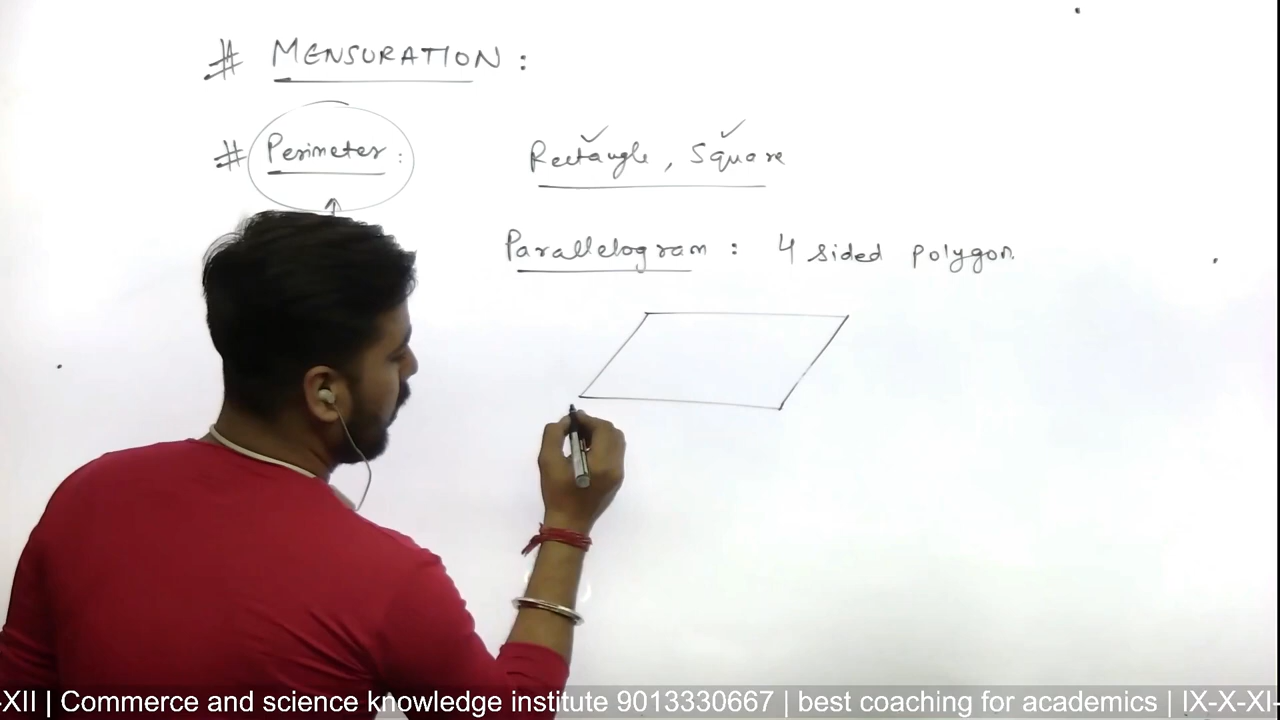 # MENSURATION :
# Perimeter : Rectangle , Square
Parallelogram : 4 sided polygon.
-XII | Commerce and science knowledge institute 9013330667 | best coaching for academics | IX-X-XI-